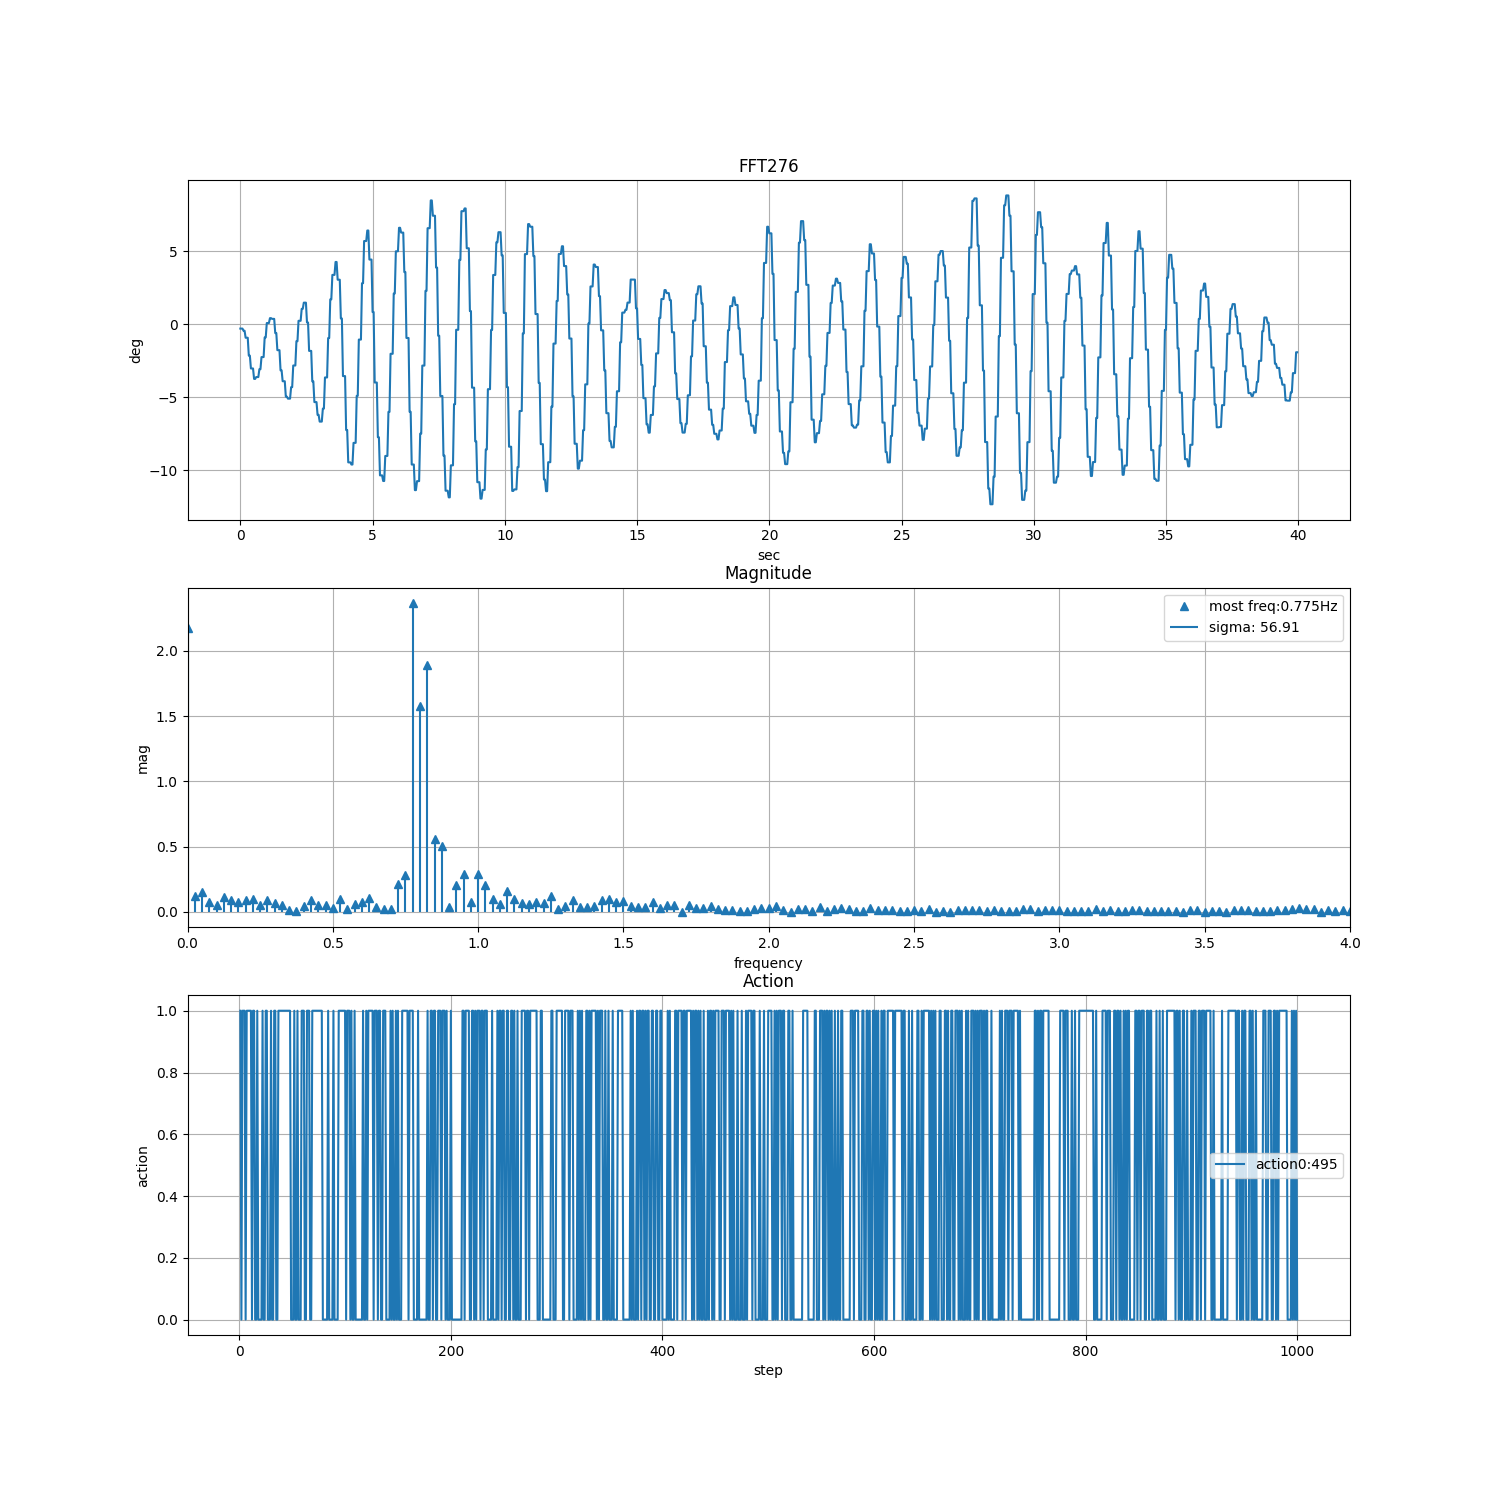 FFT276
deg
5
0
−5
−10
0 5 10 15 20 25 30 35 40
sec
Magnitude
most freq:0.775Hz
sigma: 56.91
mag
2.0
1.5
1.0
0.5
0.0
0.0 0.5 1.0 1.5 2.0 2.5 3.0 3.5 4.0
frequency
Action
action
1.0
0.8
0.6
0.4
0.2
0.0
action0:495
0 200 400 600 800 1000
step